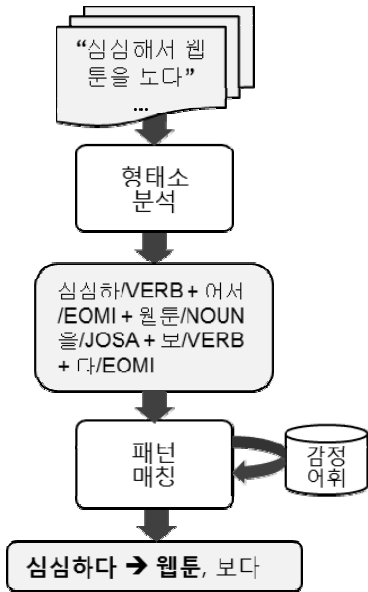 “심심해서 웹
툰을 보다”
...
형태소
분석
심심하/VERB + 어서
/EOMI + 웹툰/NOUN
을/JOSA + 보/VERB
+ 다/EOMI
패턴
매칭
감정
어휘
심심하다 ➔ 웹툰, 보다